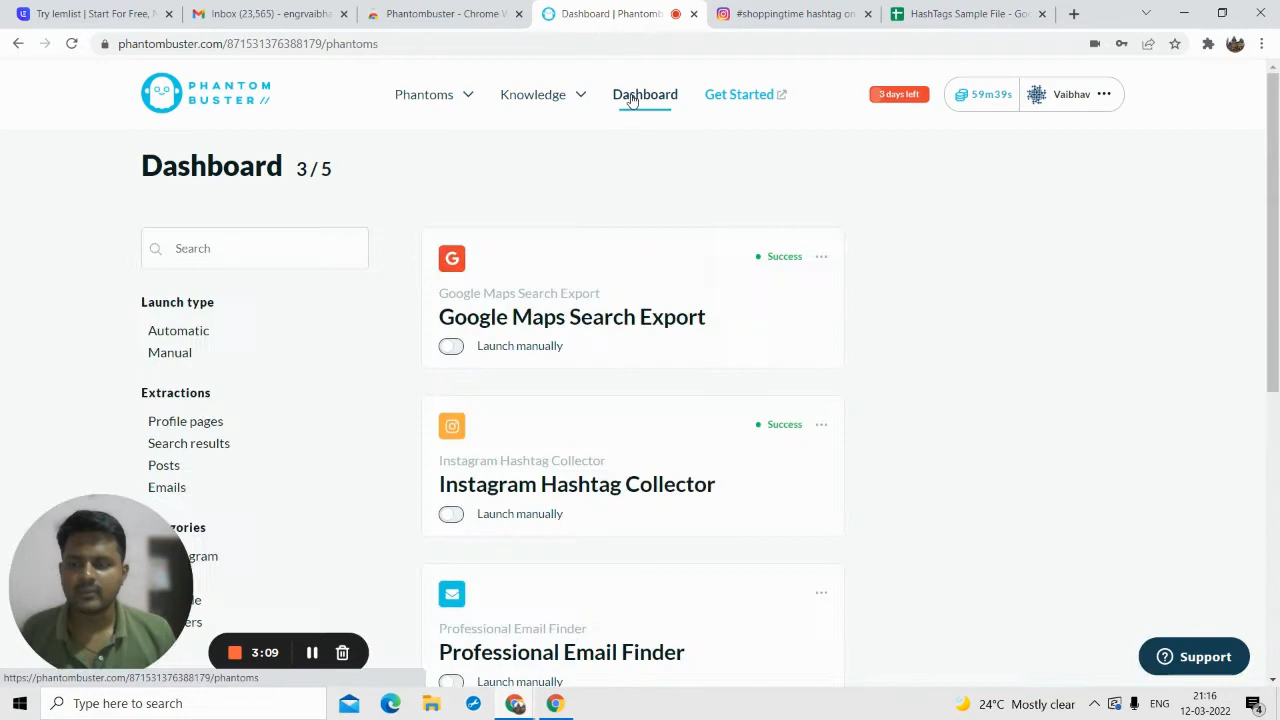 Try lemlist | Start For Free, N
Inbox (23,565) - engrvaibhav
Phantombuster - Chrome W
Dashboard | Phantomb
#shoppingtime hashtag on
HashTags Sample File - Goo
phantombuster.com/871531376388179/phantoms
PHANTOM
BUSTER //
Phantoms
Knowledge
Dashboard
Get Started
3 days left
59m39s
Vaibhav
Dashboard 3 / 5
Search
Launch type
Automatic
Manual
Extractions
Profile pages
Search results
Posts
Emails
Success
Google Maps Search Export
Google Maps Search Export
Launch manually
Success
Instagram Hashtag Collector
Instagram Hashtag Collector
Launch manually
Professional Email Finder
Professional Email Finder
Launch manually
3:09
Support
https://phantombuster.com/871531376388179/phantoms
Type here to search
24°C Mostly clear
ENG
21:16
12-03-2022
4